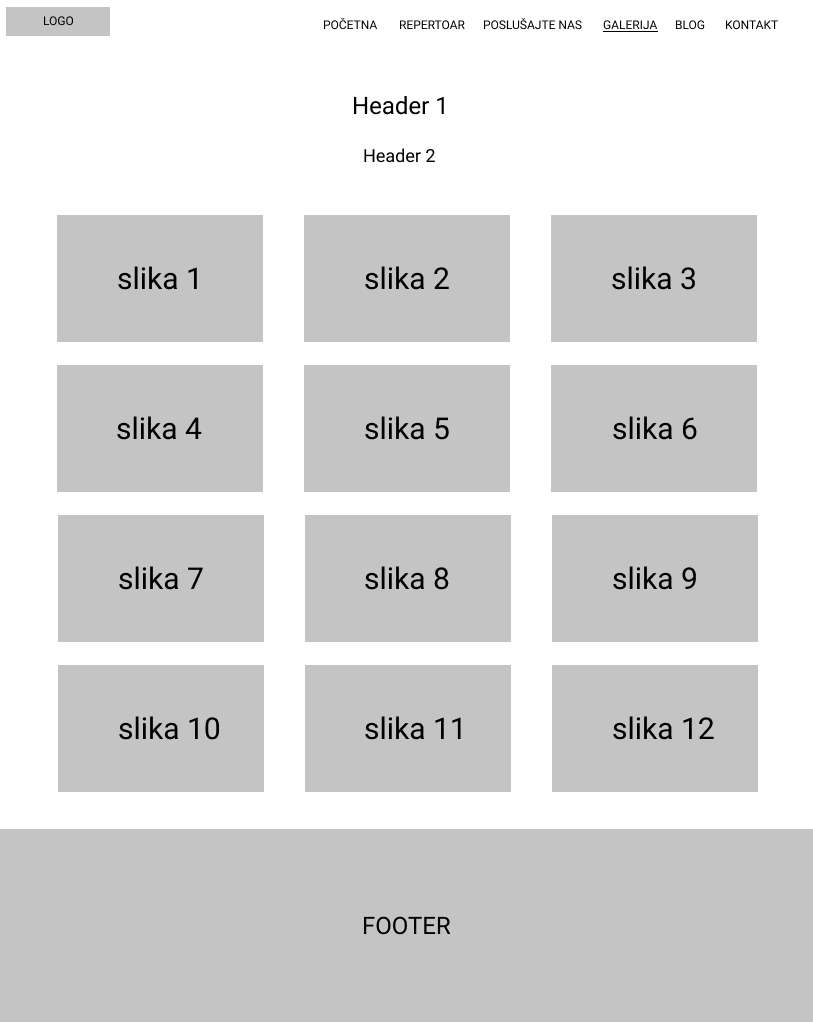 LOGO
POČETNA REPERTOAR POSLUŠAJTE NAS GALERIJA BLOG KONTAKT
Header 1
Header 2
slika 1 slika 2 slika 3
slika 4 slika 5 slika 6
slika 7 slika 8 slika 9
slika 10 slika 11 slika 12
FOOTER